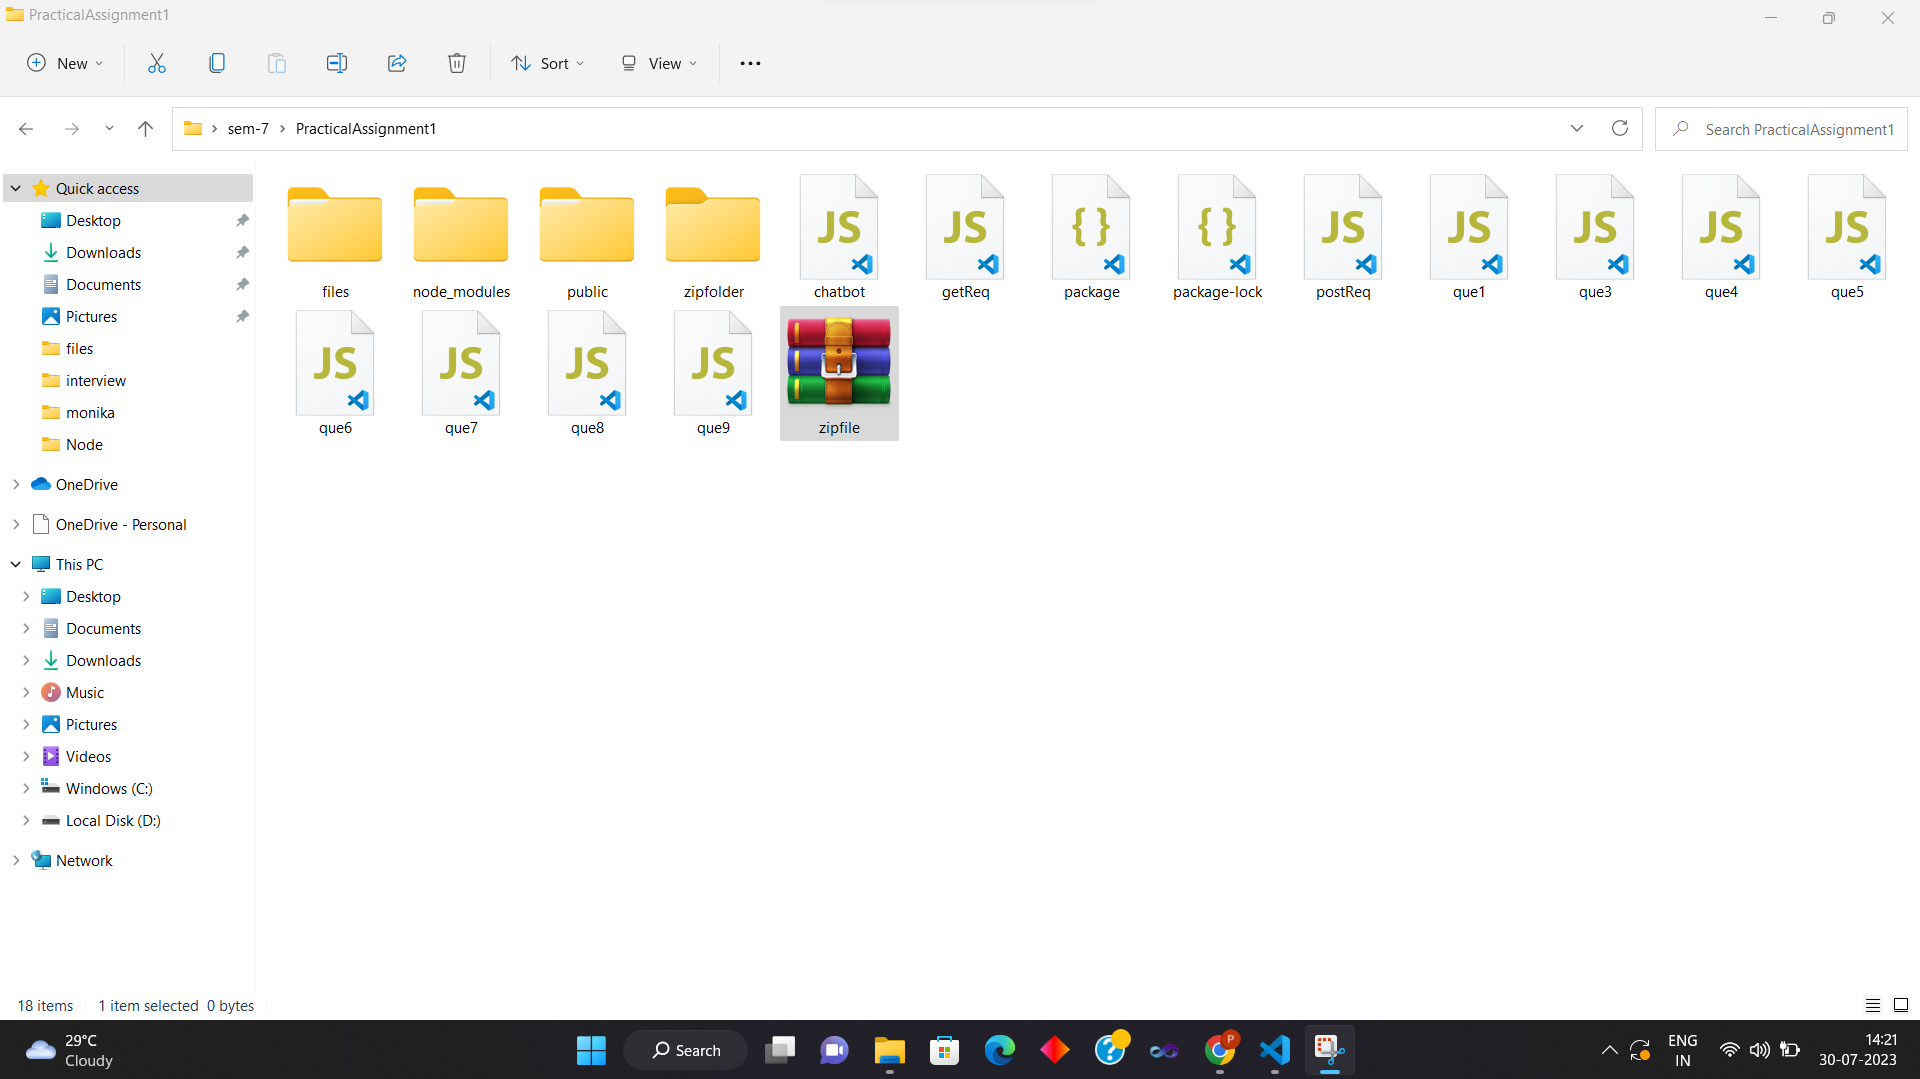 PracticalAssignment1
New
Sort
View
sem-7 PracticalAssignment1
Search PracticalAssignment1
Quick access
Desktop
Downloads
Documents
Pictures
files
interview
monika
Node
OneDrive
OneDrive - Personal
This PC
Desktop
Documents
Downloads
Music
Pictures
Videos
Windows (C:)
Local Disk (D:)
Network
JS JS { } { } JS JS JS JS JS
files node_modules public zipfolder chatbot getReq package package-lock postReq que1 que3 que4 que5
JS JS JS JS
que6 que7 que8 que9 zipfile
18 items 1 item selected 0 bytes
29°C
Cloudy
Search
P
ENG
IN
14:21
30-07-2023